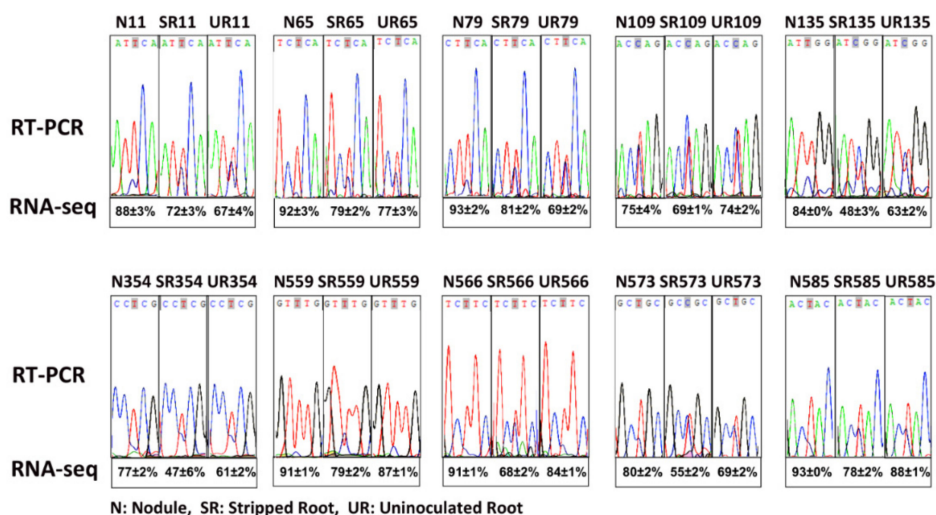 N11 SR11 UR11 N65 SR65 UR65 N79 SR79 UR79 N109 SR109 UR109 N135 SR135 UR135
ATTCA ATTCA ATTCA TCTCA TCTCA TCTCA CTTCA CTTCA CTTCA ACCAG ACCAG ACCAG ATTGG ATCGG ATCGG
RT-PCR
RNA-seq 88±3% 72±3% 67±4% 92±3% 79±2% 77±3% 93±2% 81±2% 69±2% 75±4% 69±1% 74±2% 84±0% 48±3% 63±2%
N354 SR354 UR354 N559 SR559 UR559 N566 SR566 UR566 N573 SR573 UR573 N585 SR585 UR585
CCTCG CCTCG CCTCG GTTTG GTTTG GTTTG TCTTC TCTTC TCTTC GCTGC GCCGC GCTGC ACTAC ACTAC ACTAC
RT-PCR
RNA-seq 77±2% 47±6% 61±2% 91±1% 79±2% 87±1% 91±1% 68±2% 84±1% 80±2% 55±2% 69±2% 93±0% 78±2% 88±1%
N: Nodule, SR: Stripped Root, UR: Uninoculated Root